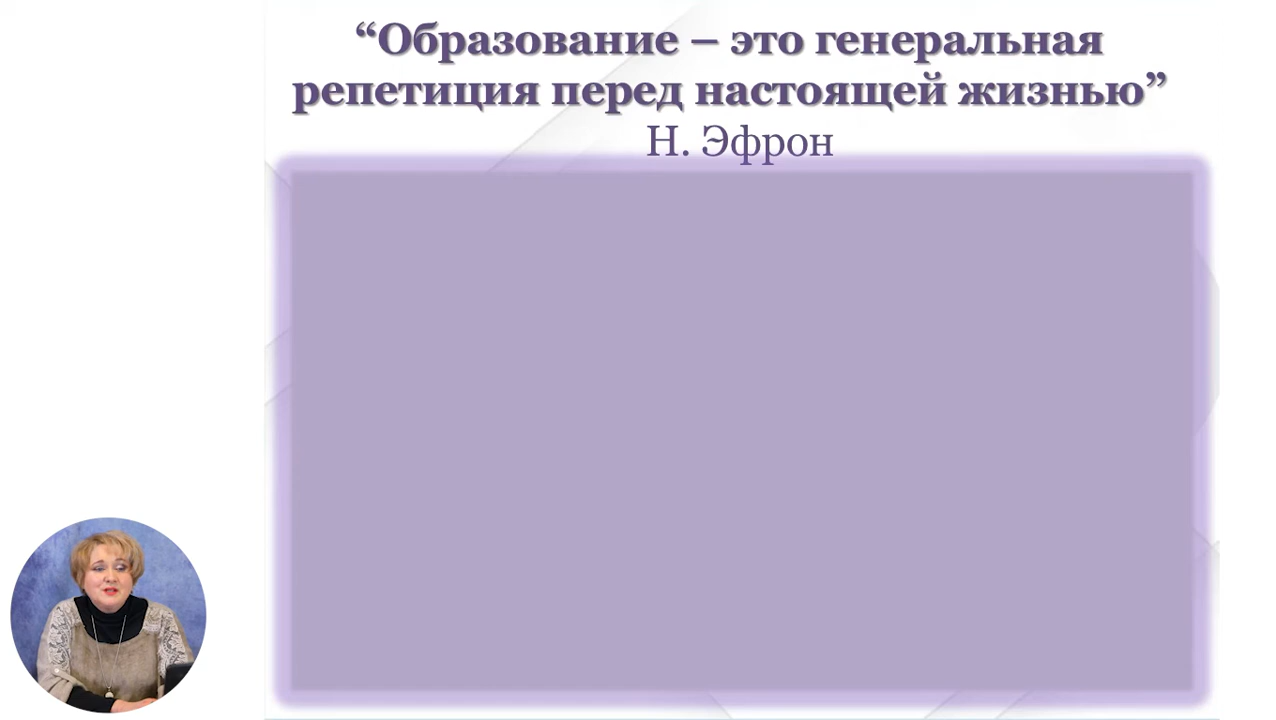 “Образование – это генеральная
репетиция перед настоящей жизнью”
Н. Эфрон